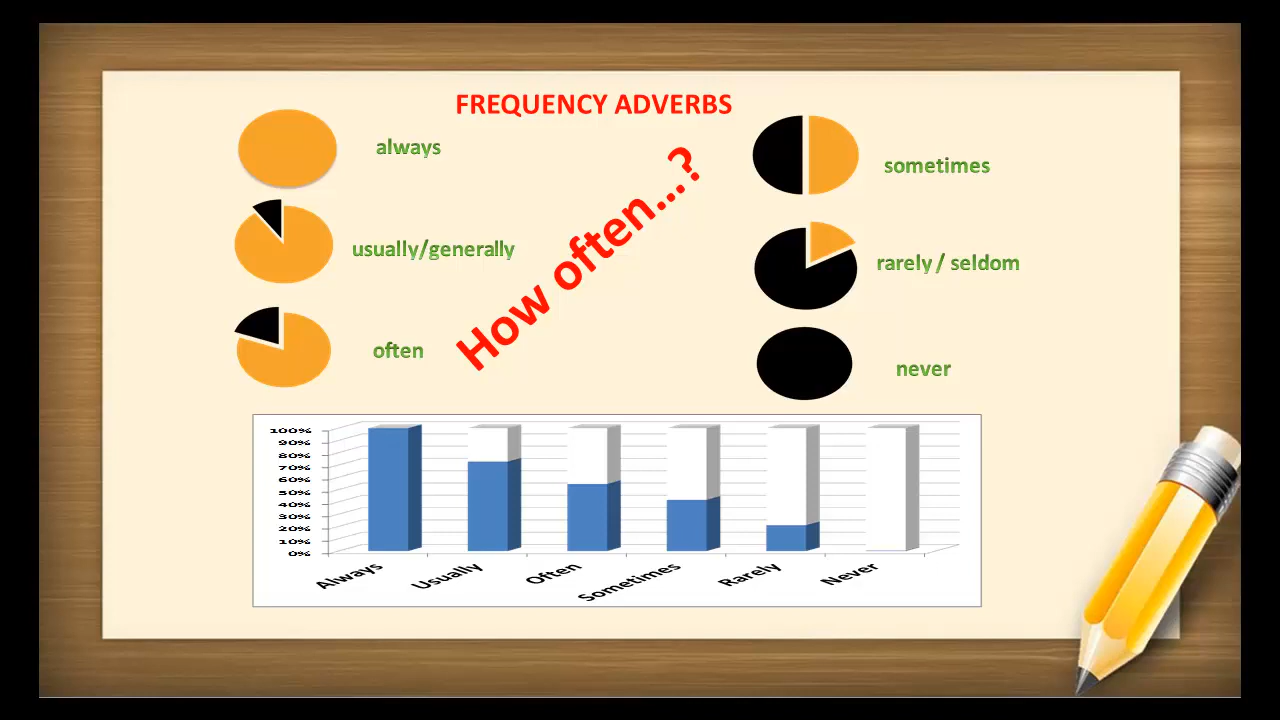 FREQUENCY ADVERBS
always
sometimes
usually/generally
How often...?
rarely / seldom
often
never
100%
90%
80%
70%
60%
50%
40%
30%
20%
10%
0%
Always
Usually
Often
Sometimes
Rarely
Never